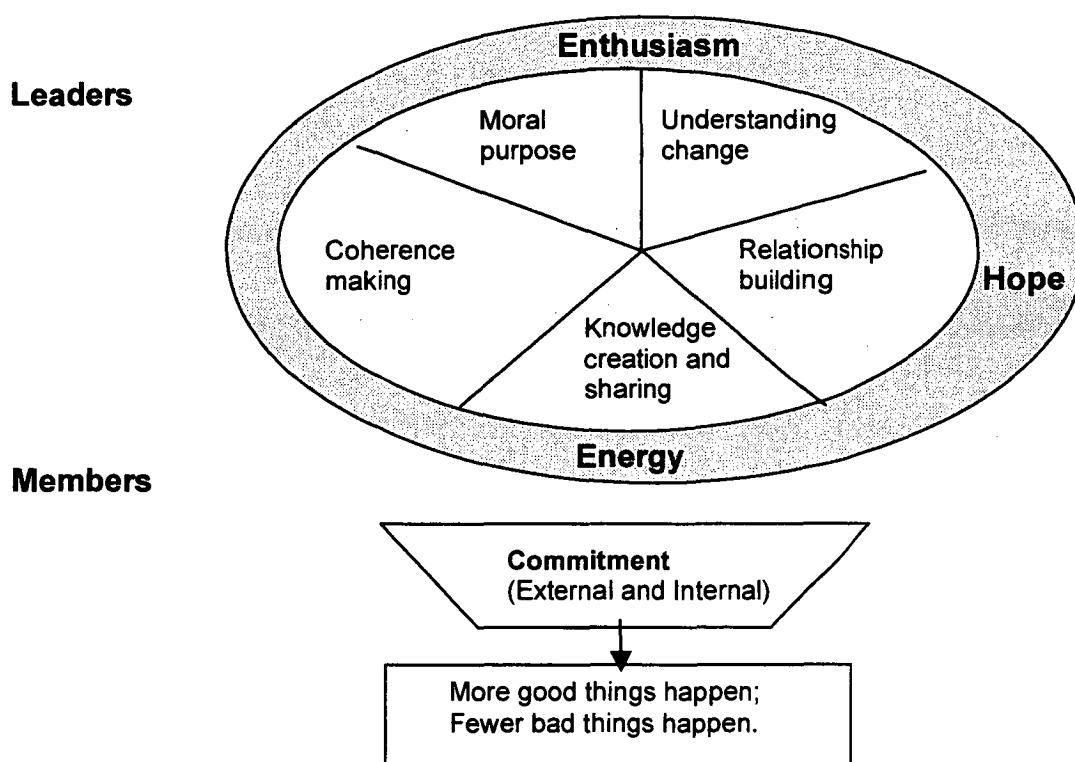 Enthusiasm
Leaders
Moral
purpose
Understanding
change
Coherence
making
Relationship
building
Hope
Knowledge
creation and
sharing
Energy
Members
Commitment
(External and Internal)
More good things happen;
Fewer bad things happen.